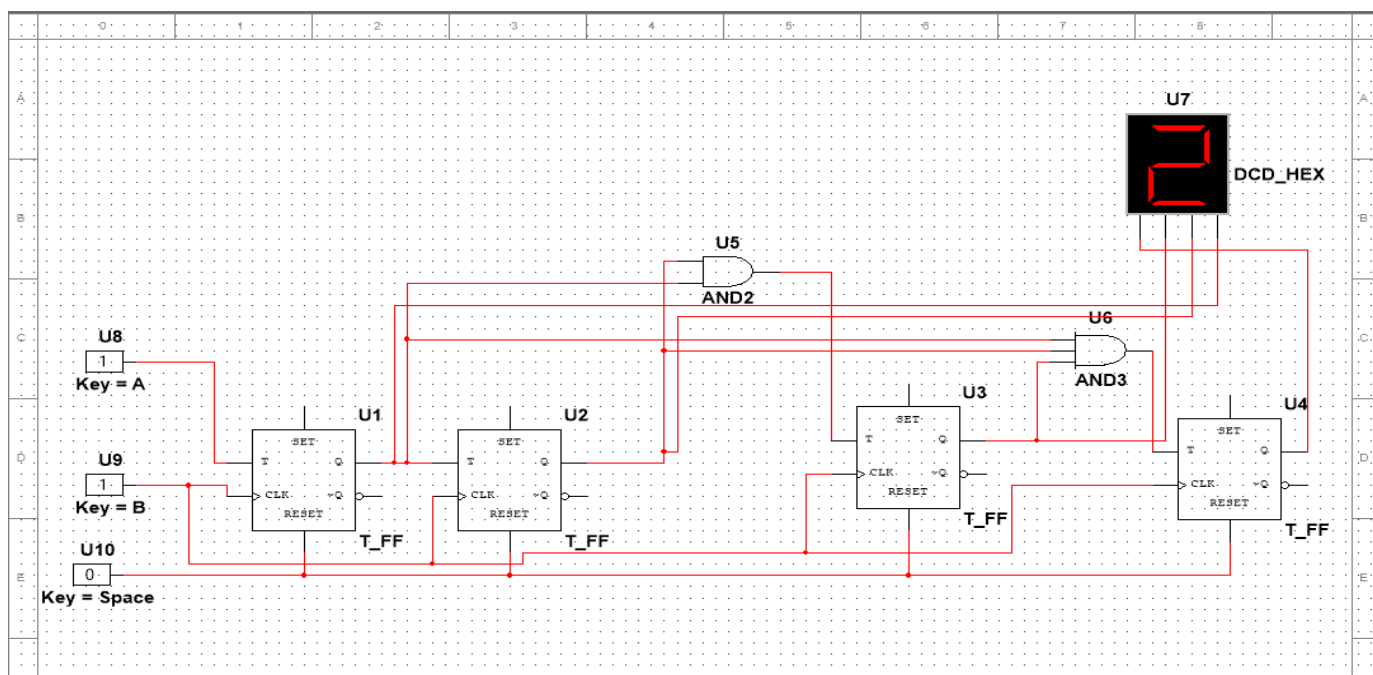 0 1 2 3 4 5 6 7 8
A A
U7
2
DCD_HEX
B B
U5
AND2
C C
U8
1
Key = A
U6
AND3
U1 U2 U3 U4
SET SET SET SET
T Q T Q T Q T Q
D D
U9
1
Key = B
CLK ~Q CLK ~Q CLK ~Q CLK ~Q
RESET RESET RESET RESET
T_FF T_FF T_FF T_FF
E E
U10
0
Key = Space